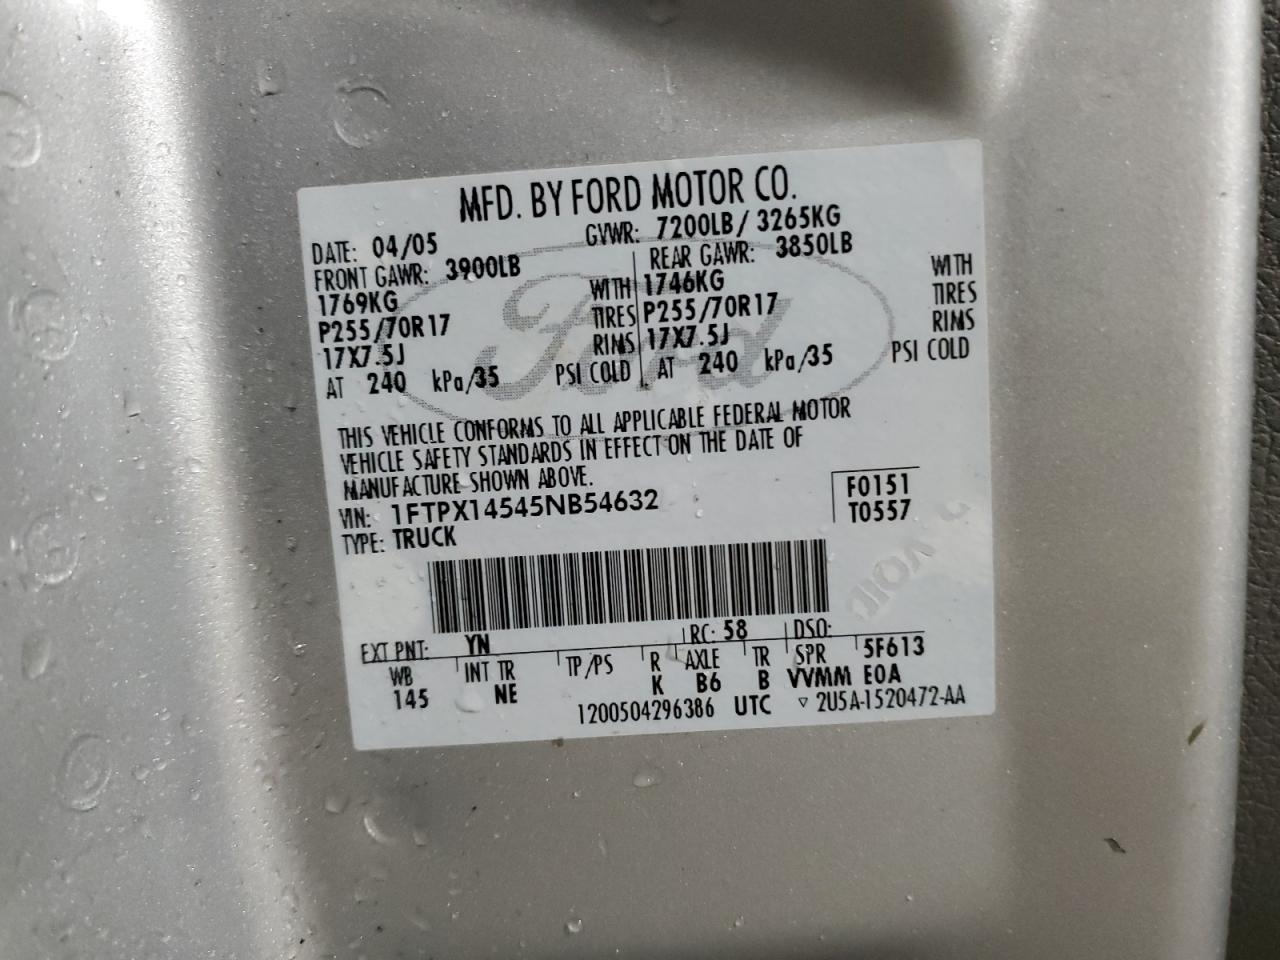 MFD. BY FORD MOTOR CO.
DATE: 04/05 GVWR: 7200LB/ 3265KG
FRONT GAWR: 3900LB REAR GAWR: 3850LB
1769KG WITH 1746KG WITH
P255/70R17 TIRES P255/70R17 TIRES
17X7.5J RIMS 17X7.5J RIMS
AT 240 kPa/35 PSI COLD AT 240 kPa/35 PSI COLD
Ford
THIS VEHICLE CONFORMS TO ALL APPLICABLE FEDERAL MOTOR
VEHICLE SAFETY STANDARDS IN EFFECT ON THE DATE OF
MANUFACTURE SHOWN ABOVE.
VIN: 1FTPX14545NB54632 F0151
TYPE: TRUCK T0557
VOID
EXT PNT: YN RC: 58 DSO:
WB INT TR TP/PS R AXLE TR SPR 5F613
145 NE K B6 B VVMM E0A
1200504296386 UTC ▽ 2U5A-1520472-AA